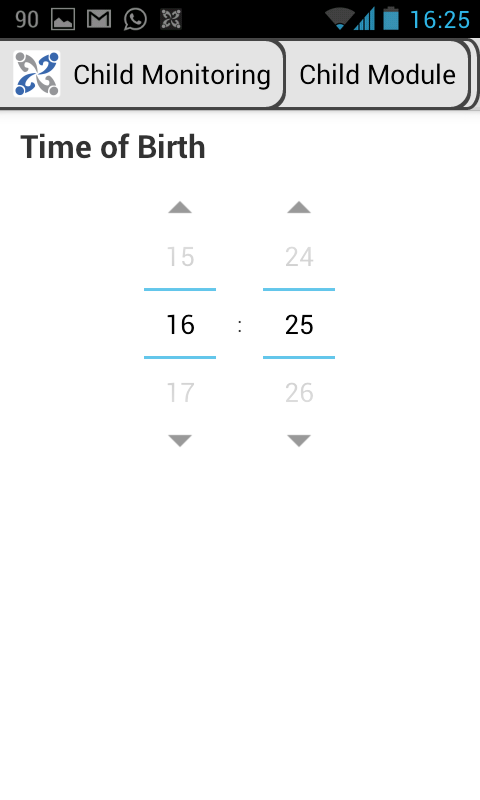 90 16:25
Child Monitoring Child Module
Time of Birth
15 24
16 : 25
17 26